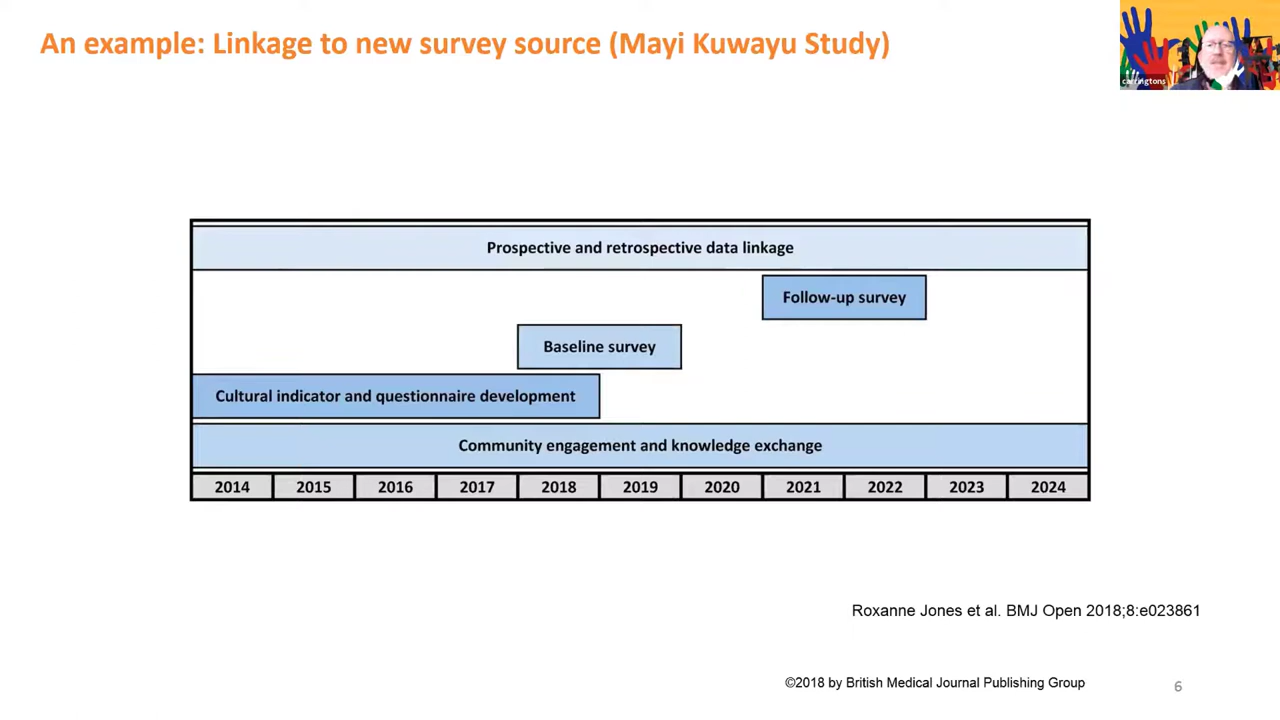 An example: Linkage to new survey source (Mayi Kuwayu Study)
carringtons
Prospective and retrospective data linkage
Follow-up survey
Baseline survey
Cultural indicator and questionnaire development
Community engagement and knowledge exchange
2014 2015 2016 2017 2018 2019 2020 2021 2022 2023 2024
Roxanne Jones et al. BMJ Open 2018;8:e023861
©2018 by British Medical Journal Publishing Group
6